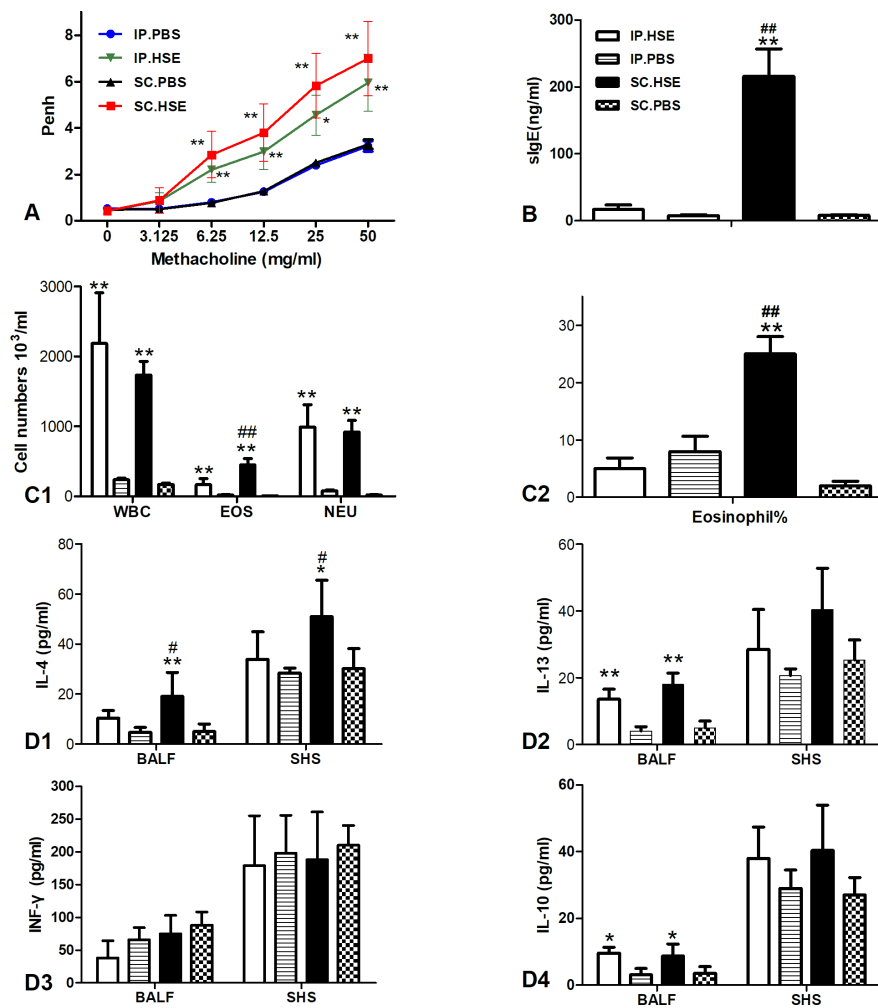 IP.PBS
IP.HSE
SC.PBS
SC.HSE
Penh
8
6
4
2
0
** ** ** ** ** ** * **
0 3.125 6.25 12.5 25 50
Methacholine (mg/ml)
A
IP.HSE
IP.PBS
SC.HSE
SC.PBS
sIgE(ng/ml)
300
200
100
0
##
**
B
Cell numbers 10³/ml
3000
2000
1000
0
** ** ** ## ** ** **
WBC EOS NEU
C1
30
20
10
0
##
**
Eosinophil%
C2
IL-4 (pg/ml)
80
60
40
20
0
# ** # *
BALF SHS
D1
IL-13 (pg/ml)
60
40
20
0
** **
BALF SHS
D2
INF-γ (pg/ml)
300
250
200
150
100
50
0
BALF SHS
D3
IL-10 (pg/ml)
60
40
20
0
* *
BALF SHS
D4